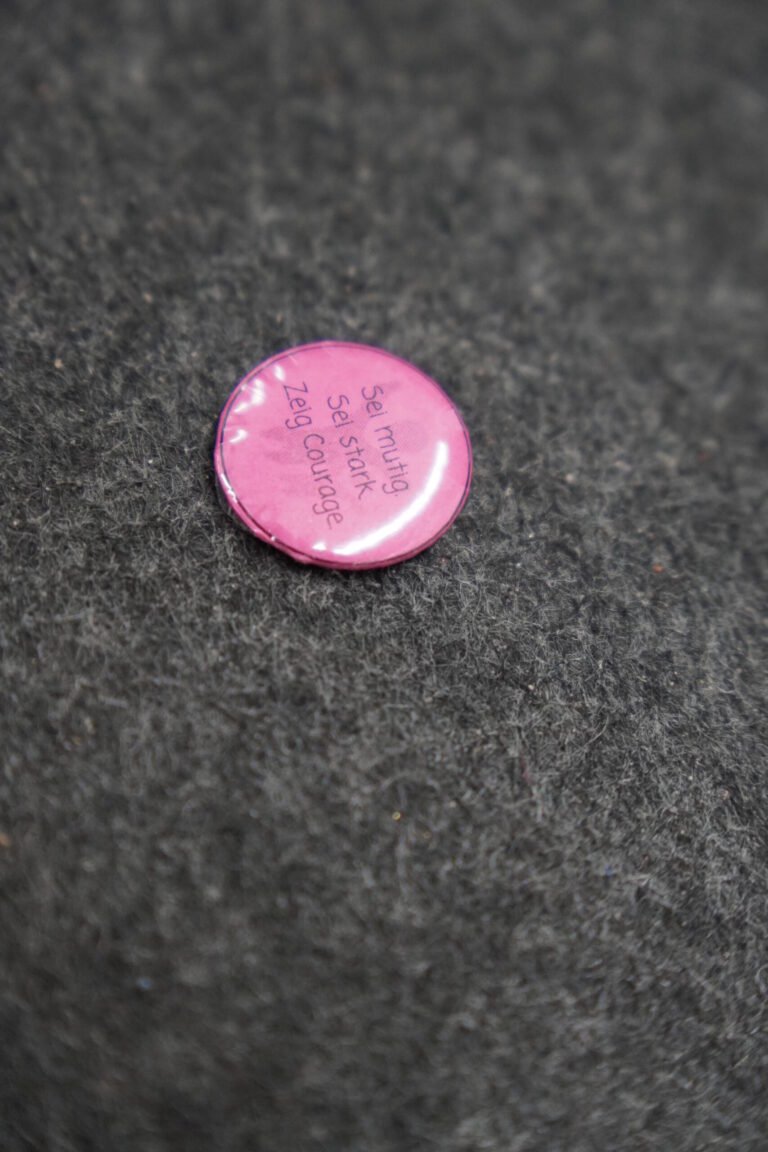 Sei mutig.
Sei stark
Zeig Courage